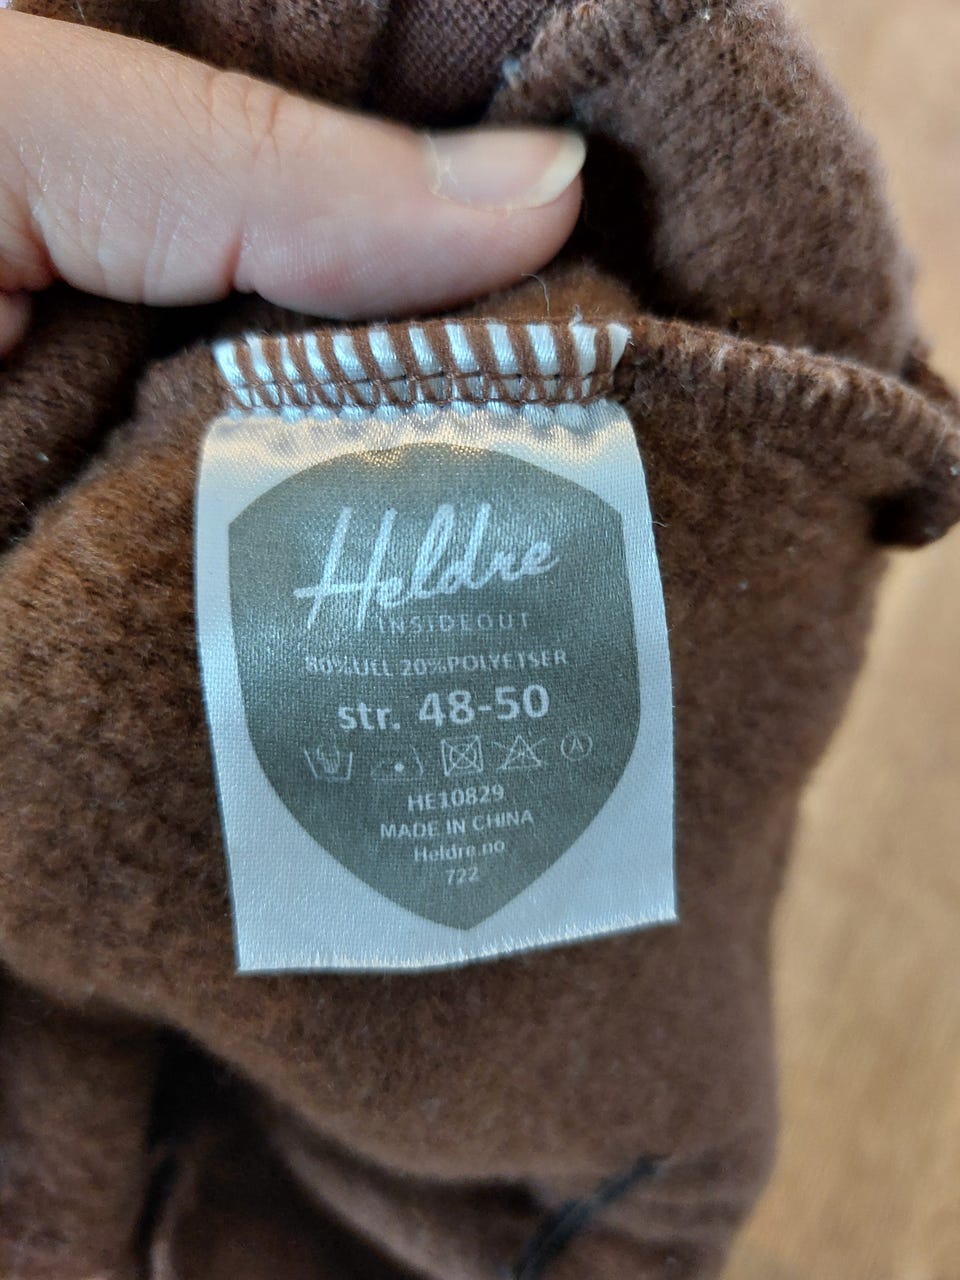 Heldre
INSIDEOUT
80%ULL 20%POLYETSER
str. 48-50
A
HE10829
MADE IN CHINA
Heldre.no
722